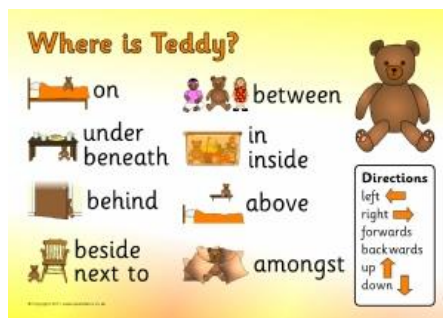 Where is Teddy?
on
between
under
beneath
in
inside
behind
above
beside
next to
amongst
Directions
left
right
forwards
backwards
up
down